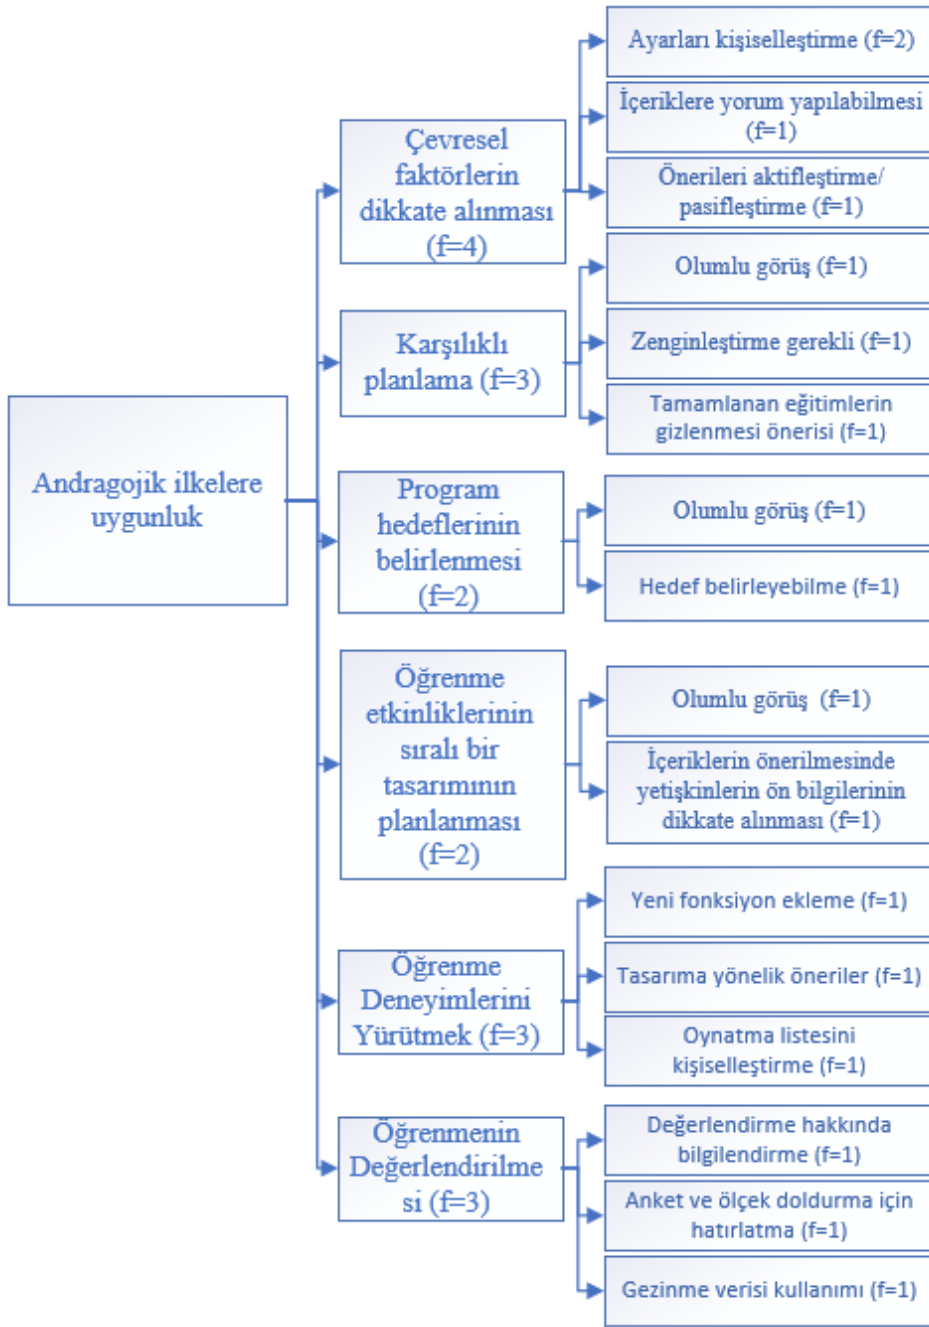 Andragojik ilkelere
uygunluk
Çevresel
faktörlerin
dikkate alınması
(f=4)
Ayarları kişiselleştirme (f=2)
İçeriklere yorum yapılabilmesi
(f=1)
Önerileri aktifleştirme/
pasifleştirme (f=1)
Karşılıklı
planlama (f=3)
Olumlu görüş (f=1)
Zenginleştirme gerekli (f=1)
Tamamlanan eğitimlerin
gizlenmesi önerisi (f=1)
Program
hedeflerinin
belirlenmesi
(f=2)
Olumlu görüş (f=1)
Hedef belirleyebilme (f=1)
Öğrenme
etkinliklerinin
sıralı bir
tasarımının
planlanması
(f=2)
Olumlu görüş (f=1)
İçeriklerin önerilmesinde
yetişkinlerin ön bilgilerinin
dikkate alınması (f=1)
Öğrenme
Deneyimlerini
Yürütmek (f=3)
Yeni fonksiyon ekleme (f=1)
Tasarıma yönelik öneriler (f=1)
Oynatma listesini
kişiselleştirme (f=1)
Öğrenmenin
Değerlendirilme
si (f=3)
Değerlendirme hakkında
bilgilendirme (f=1)
Anket ve ölçek doldurma için
hatırlatma (f=1)
Gezinme verisi kullanımı (f=1)